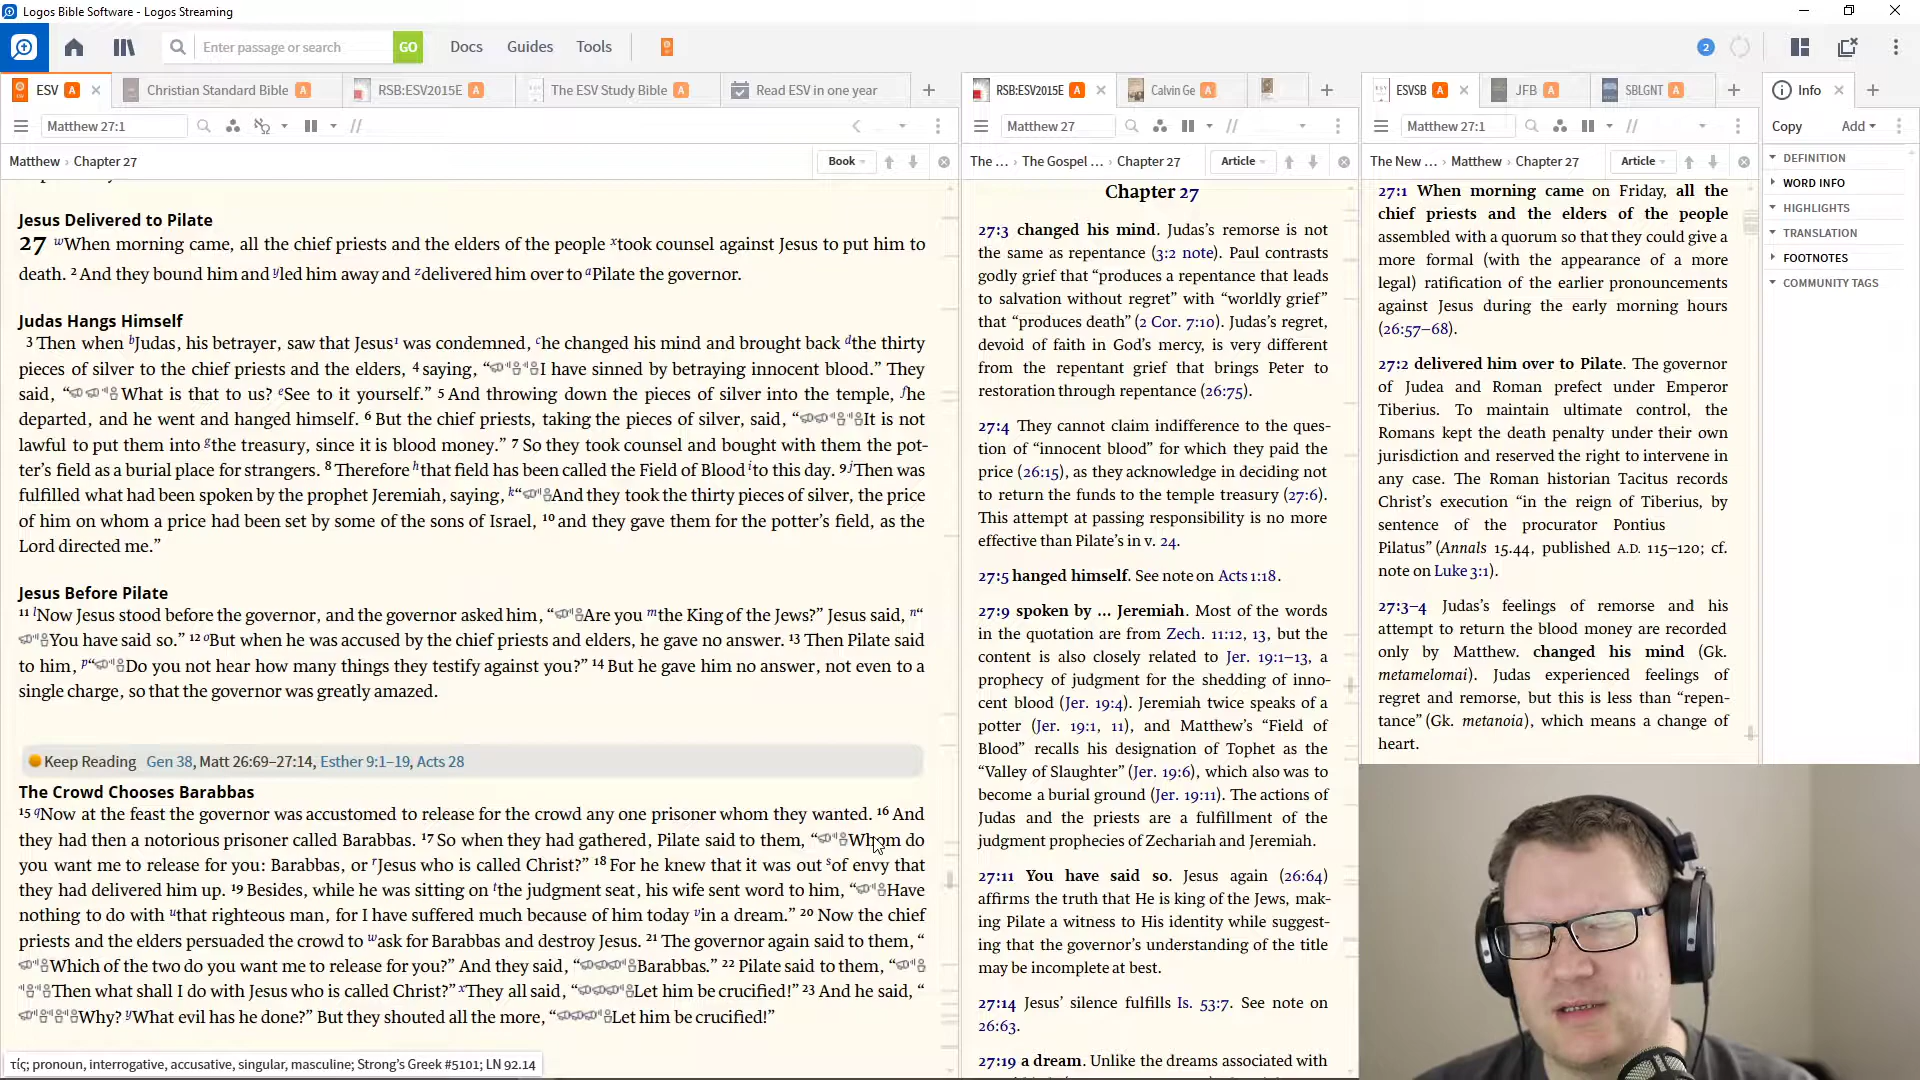 Logos Bible Software - Logos Streaming
Enter passage or search GO Docs Guides Tools 2
ESV A Christian Standard Bible A RSB:ESV2015E A The ESV Study Bible A Read ESV in one year
Matthew 27:1
Matthew › Chapter 27 Book
Jesus Delivered to Pilate
27 wWhen morning came, all the chief priests and the elders of the people xtook counsel against Jesus to put him to
death. 2 And they bound him and yled him away and zdelivered him over to aPilate the governor.
Judas Hangs Himself
3 Then when bJudas, his betrayer, saw that Jesus1 was condemned, che changed his mind and brought back dthe thirty
pieces of silver to the chief priests and the elders, 4 saying, “I have sinned by betraying innocent blood.” They
said, “What is that to us? eSee to it yourself.” 5 And throwing down the pieces of silver into the temple, fhe
departed, and he went and hanged himself. 6 But the chief priests, taking the pieces of silver, said, “It is not
lawful to put them into gthe treasury, since it is blood money.” 7 So they took counsel and bought with them the pot-
ter’s field as a burial place for strangers. 8 Therefore hthat field has been called the Field of Blood ito this day. 9 jThen was
fulfilled what had been spoken by the prophet Jeremiah, saying, k“And they took the thirty pieces of silver, the price
of him on whom a price had been set by some of the sons of Israel, 10 and they gave them for the potter’s field, as the
Lord directed me.”
Jesus Before Pilate
11 lNow Jesus stood before the governor, and the governor asked him, “Are you mthe King of the Jews?” Jesus said, n“
You have said so.” 12 oBut when he was accused by the chief priests and elders, he gave no answer. 13 Then Pilate said
to him, p“Do you not hear how many things they testify against you?” 14 But he gave him no answer, not even to a
single charge, so that the governor was greatly amazed.
Keep Reading Gen 38, Matt 26:69–27:14, Esther 9:1–19, Acts 28
The Crowd Chooses Barabbas
15 qNow at the feast the governor was accustomed to release for the crowd any one prisoner whom they wanted. 16 And
they had then a notorious prisoner called Barabbas. 17 So when they had gathered, Pilate said to them, “Whom do
you want me to release for you: Barabbas, or rJesus who is called Christ?” 18 For he knew that it was out sof envy that
they had delivered him up. 19 Besides, while he was sitting on tthe judgment seat, his wife sent word to him, “Have
nothing to do with uthat righteous man, for I have suffered much because of him today vin a dream.” 20 Now the chief
priests and the elders persuaded the crowd to wask for Barabbas and destroy Jesus. 21 The governor again said to them, “
Which of the two do you want me to release for you?” And they said, “Barabbas.” 22 Pilate said to them, “
Then what shall I do with Jesus who is called Christ?” xThey all said, “Let him be crucified!” 23 And he said, “
Why? yWhat evil has he done?” But they shouted all the more, “Let him be crucified!”
τίς; pronoun, interrogative, accusative, singular, masculine; Strong’s Greek #5101; LN 92.14
RSB:ESV2015E A Calvin Ge A
Matthew 27
The ... › The Gospel ... › Chapter 27 Article
Chapter 27
27:3 changed his mind. Judas’s remorse is not
the same as repentance (3:2 note). Paul contrasts
godly grief that “produces a repentance that leads
to salvation without regret” with “worldly grief”
that “produces death” (2 Cor. 7:10). Judas’s regret,
devoid of faith in God’s mercy, is very different
from the repentant grief that brings Peter to
restoration through repentance (26:75).
27:4 They cannot claim indifference to the ques-
tion of “innocent blood” for which they paid the
price (26:15), as they acknowledge in deciding not
to return the funds to the temple treasury (27:6).
This attempt at passing responsibility is no more
effective than Pilate’s in v. 24.
27:5 hanged himself. See note on Acts 1:18.
27:9 spoken by ... Jeremiah. Most of the words
in the quotation are from Zech. 11:12, 13, but the
content is also closely related to Jer. 19:1–13, a
prophecy of judgment for the shedding of inno-
cent blood (Jer. 19:4). Jeremiah twice speaks of a
potter (Jer. 19:1, 11), and Matthew’s “Field of
Blood” recalls his designation of Tophet as the
“Valley of Slaughter” (Jer. 19:6), which also was to
become a burial ground (Jer. 19:11). The actions of
Judas and the priests are a fulfillment of the
judgment prophecies of Zechariah and Jeremiah.
27:11 You have said so. Jesus again (26:64)
affirms the truth that He is king of the Jews, mak-
ing Pilate a witness to His identity while suggest-
ing that the governor’s understanding of the title
may be incomplete at best.
27:14 Jesus’ silence fulfills Is. 53:7. See note on
26:63.
27:19 a dream. Unlike the dreams associated with
ESVSB A JFB A SBLGNT A
Matthew 27:1
The New ... › Matthew › Chapter 27 Article
27:1 When morning came on Friday, all the
chief priests and the elders of the people
assembled with a quorum so that they could give a
more formal (with the appearance of a more
legal) ratification of the earlier pronouncements
against Jesus during the early morning hours
(26:57–68).
27:2 delivered him over to Pilate. The governor
of Judea and Roman prefect under Emperor
Tiberius. To maintain ultimate control, the
Romans kept the death penalty under their own
jurisdiction and reserved the right to intervene in
any case. The Roman historian Tacitus records
Christ’s execution “in the reign of Tiberius, by
sentence of the procurator Pontius
Pilatus” (Annals 15.44, published A.D. 115–120; cf.
note on Luke 3:1).
27:3–4 Judas’s feelings of remorse and his
attempt to return the blood money are recorded
only by Matthew. changed his mind (Gk.
metamelomai). Judas experienced feelings of
regret and remorse, but this is less than “repen-
tance” (Gk. metanoia), which means a change of
heart.
Info
Copy Add
DEFINITION
WORD INFO
HIGHLIGHTS
TRANSLATION
FOOTNOTES
COMMUNITY TAGS